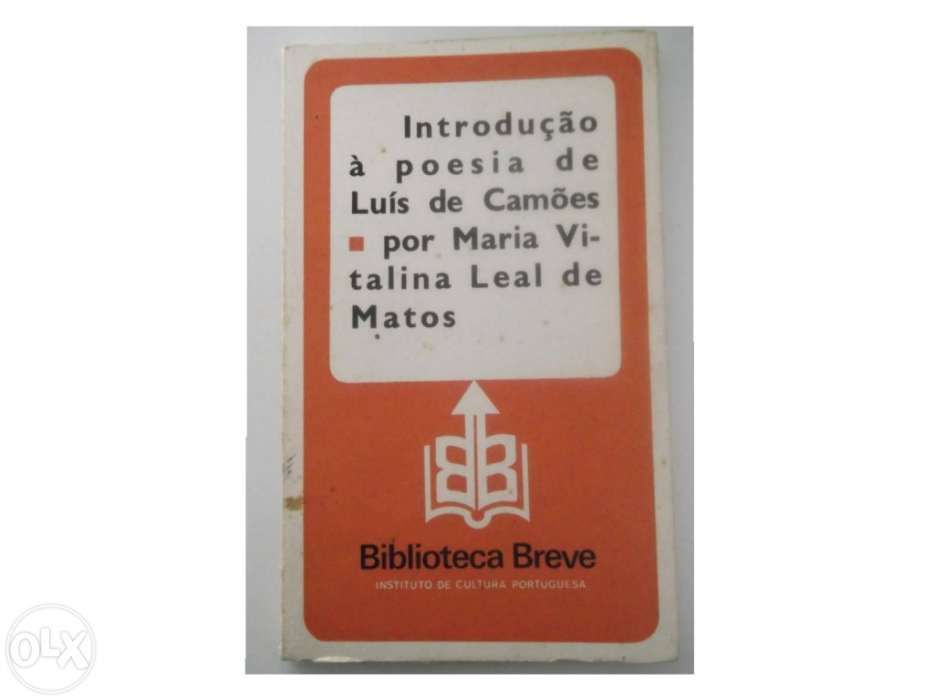 Introdução
à poesia de
Luís de Camões
▪ por Maria Vi-
talina Leal de
Matos
BB
Biblioteca Breve
INSTITUTO DE CULTURA PORTUGUESA
OLX